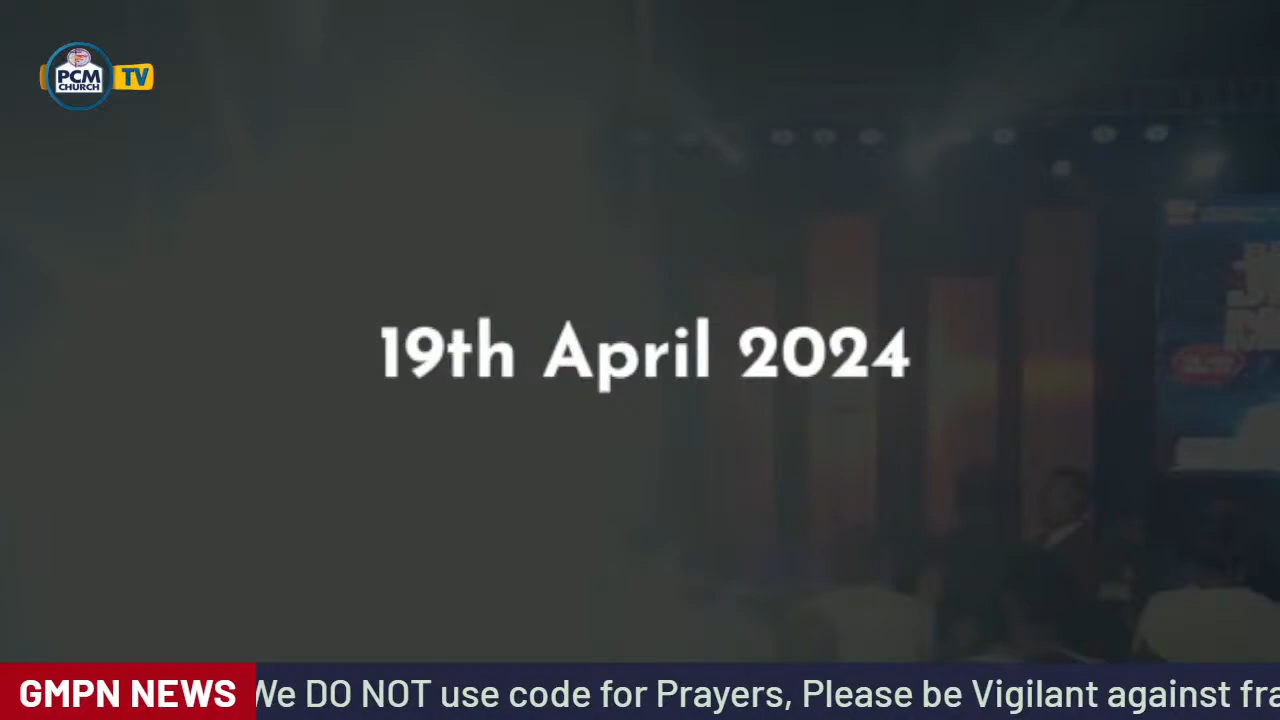 PCM
CHURCH
TV
19th April 2024
GMPN NEWS
We DO NOT use code for Prayers, Please be Vigilant against fra